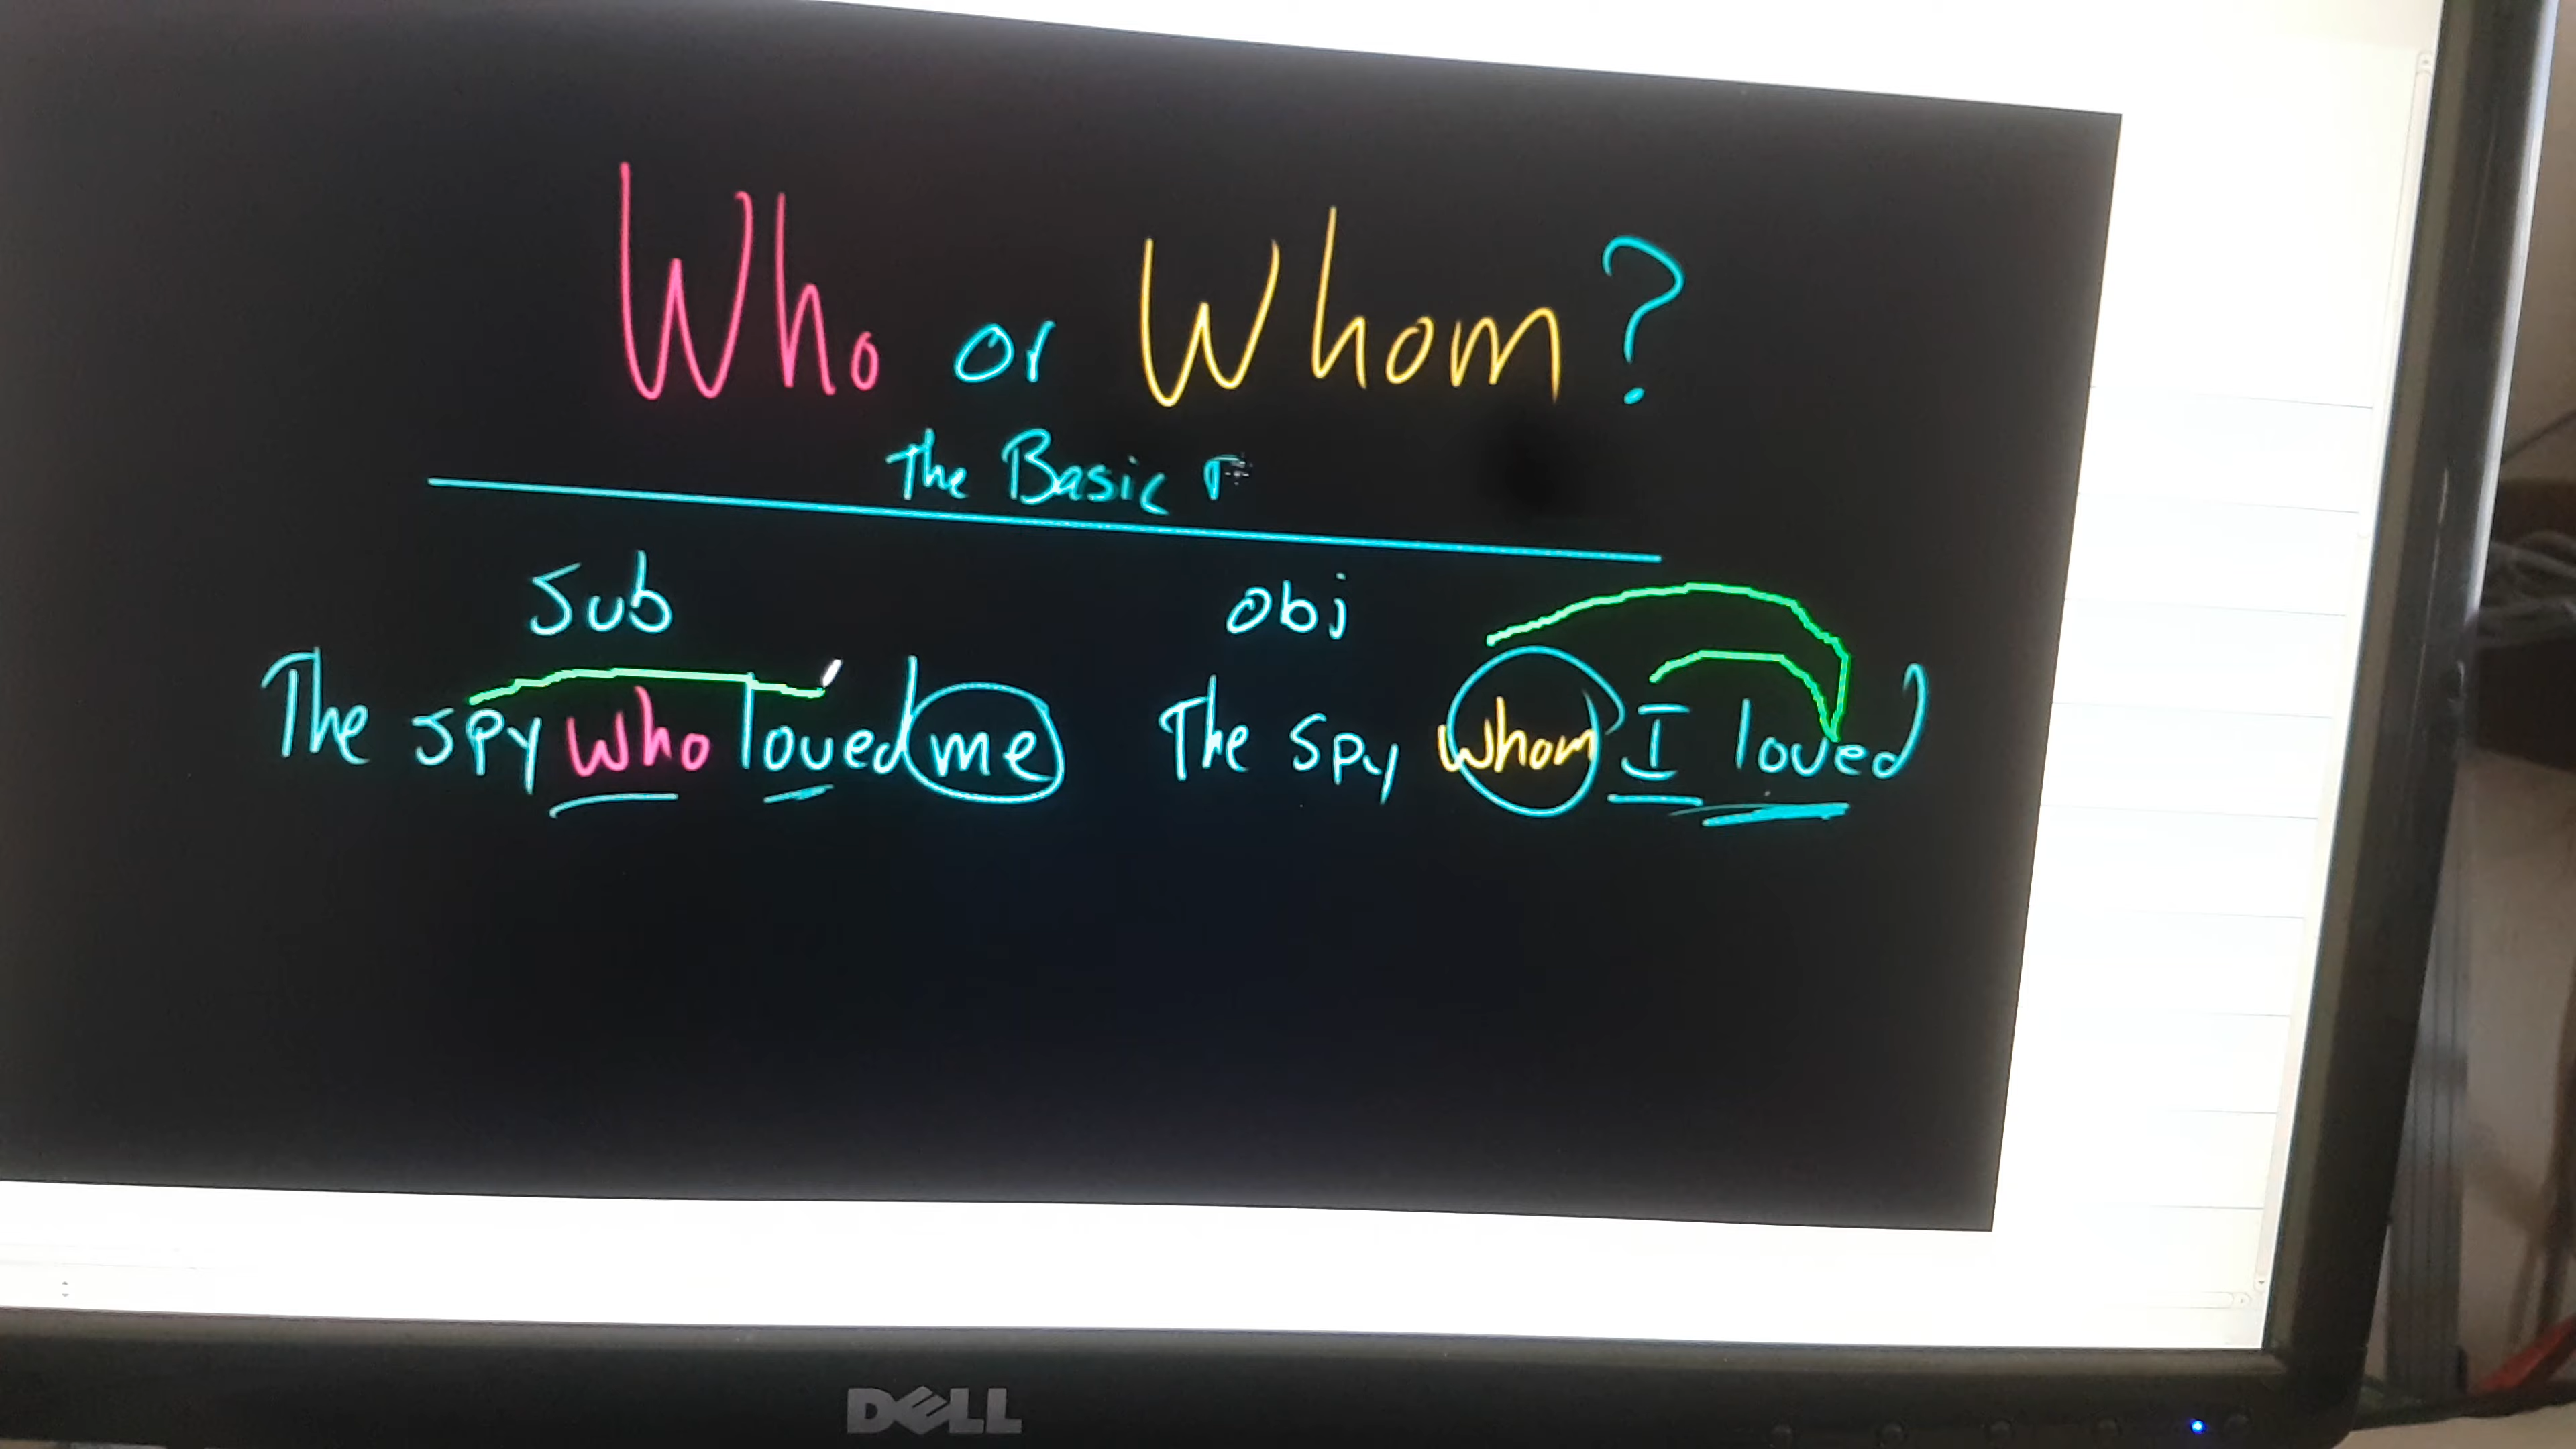 Who or Whom?
The Basic r
Sub
obj
The spy who loved me
The spy whom I loved
DELL